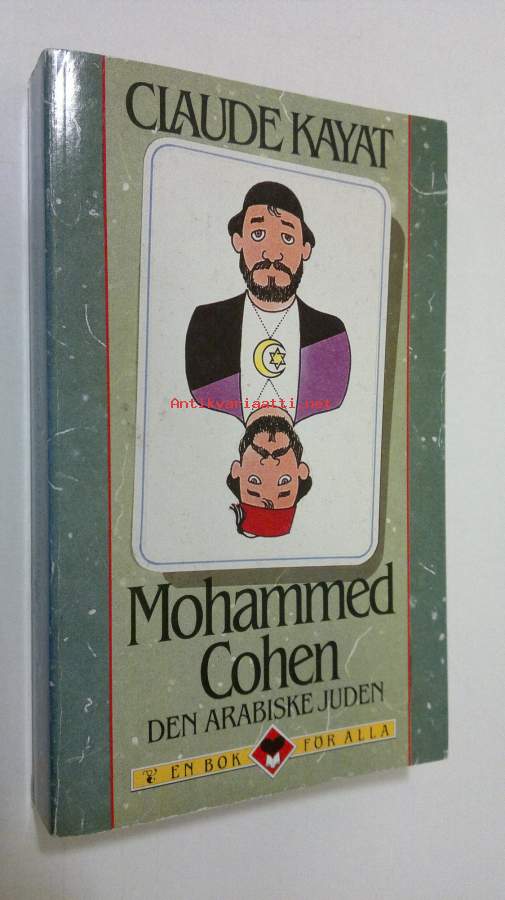 CLAUDE KAYAT
Antikvariaatti.net
Mohammed
Cohen
DEN ARABISKE JUDEN
EN BOK FÖR ALLA